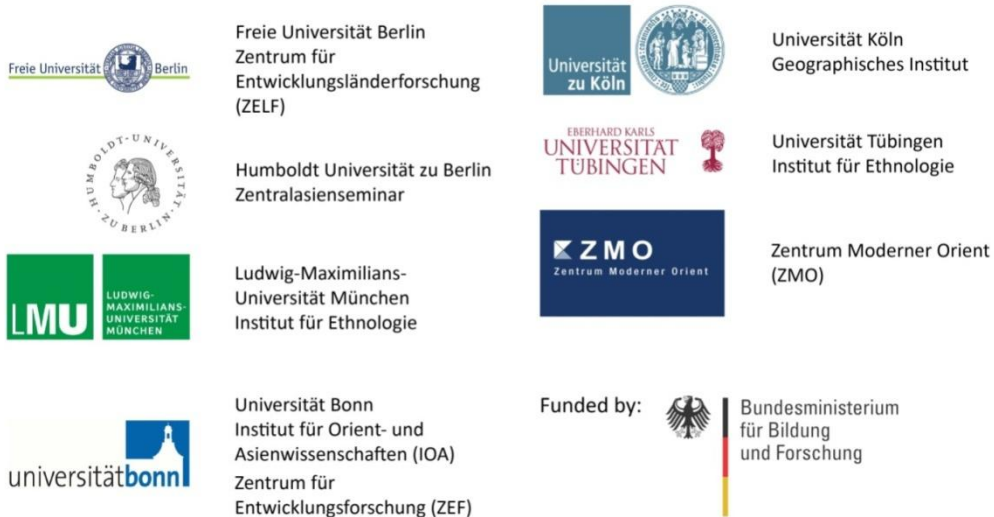 Freie Universität Berlin
Freie Universität Berlin
Zentrum für
Entwicklungsländerforschung
(ZELF)
HUMBOLDT-UNIVERSITÄT
ZU BERLIN
Humboldt Universität zu Berlin
Zentralasienseminar
LMU
LUDWIG-
MAXIMILIANS-
UNIVERSITÄT
MÜNCHEN
Ludwig-Maximilians-
Universität München
Institut für Ethnologie
universitätbonn
Universität Bonn
Institut für Orient- und
Asienwissenschaften (IOA)
Zentrum für
Entwicklungsforschung (ZEF)
Universität
zu Köln
Universität Köln
Geographisches Institut
EBERHARD KARLS
UNIVERSITÄT
TÜBINGEN
Universität Tübingen
Institut für Ethnologie
ZMO
Zentrum Moderner Orient
Zentrum Moderner Orient
(ZMO)
Funded by:
Bundesministerium
für Bildung
und Forschung